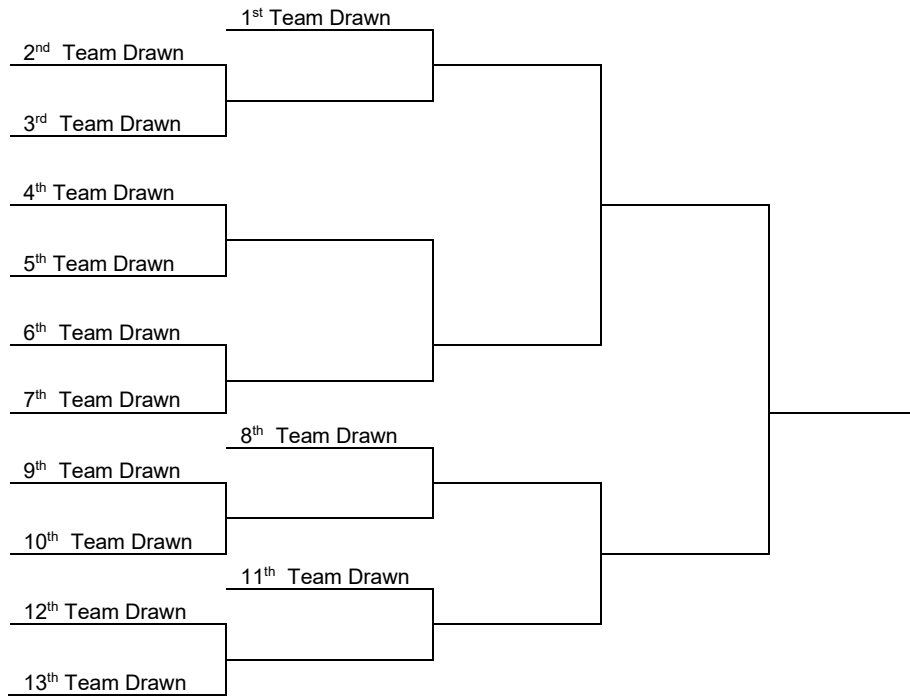 1st Team Drawn
2nd Team Drawn
3rd Team Drawn
4th Team Drawn
5th Team Drawn
6th Team Drawn
7th Team Drawn
8th Team Drawn
9th Team Drawn
10th Team Drawn
11th Team Drawn
12th Team Drawn
13th Team Drawn